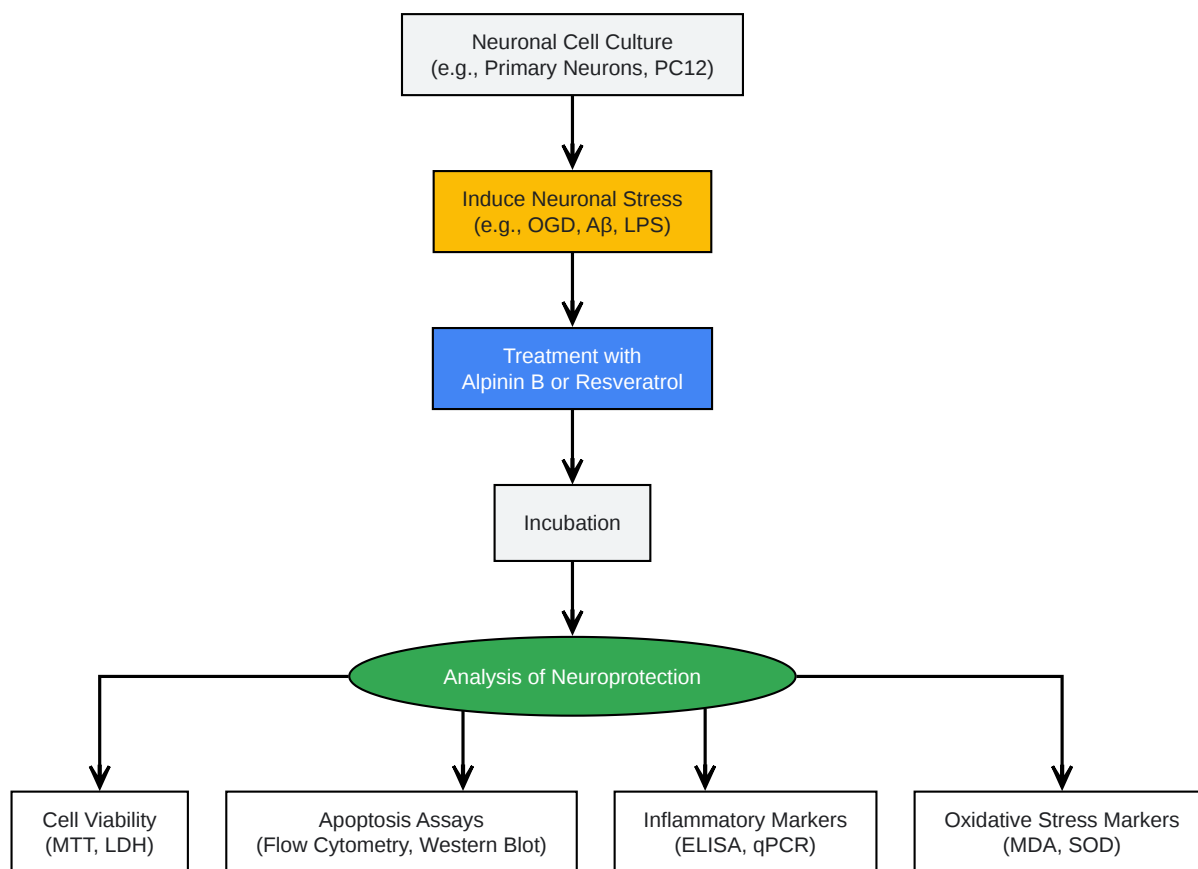 Neuronal Cell Culture
(e.g., Primary Neurons, PC12)
Induce Neuronal Stress
(e.g., OGD, Aβ, LPS)
Treatment with
Alpinin B or Resveratrol
Incubation
Analysis of Neuroprotection
Cell Viability
(MTT, LDH)
Apoptosis Assays
(Flow Cytometry, Western Blot)
Inflammatory Markers
(ELISA, qPCR)
Oxidative Stress Markers
(MDA, SOD)